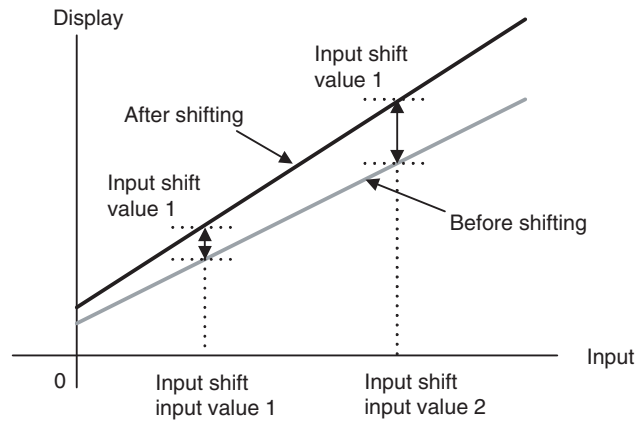 Display
Input shift
value 1
After shifting
Input shift
value 1
Before shifting
Input
0
Input shift
input value 1
Input shift
input value 2